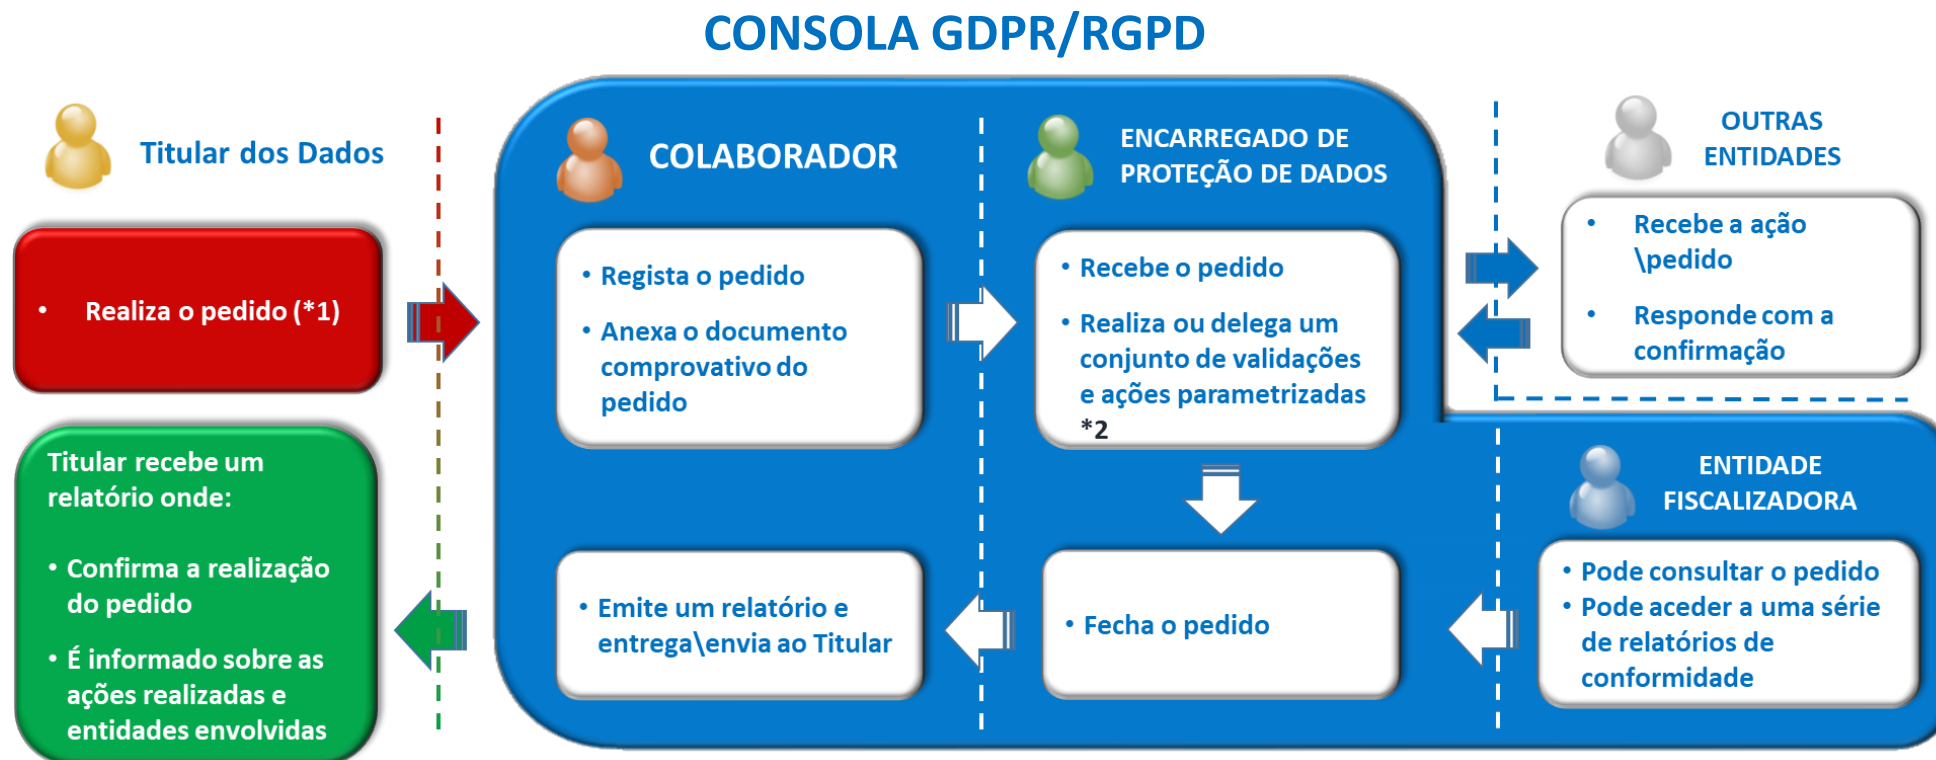 CONSOLA GDPR/RGPD
Titular dos Dados
• Realiza o pedido (*1)
Titular recebe um
relatório onde:
• Confirma a realização
do pedido
• É informado sobre as
ações realizadas e
entidades envolvidas
COLABORADOR
• Regista o pedido
• Anexa o documento
comprovativo do
pedido
• Emite um relatório e
entrega\envia ao Titular
ENCARREGADO DE
PROTEÇÃO DE DADOS
• Recebe o pedido
• Realiza ou delega um
conjunto de validações
e ações parametrizadas
*2
• Fecha o pedido
OUTRAS
ENTIDADES
• Recebe a ação
\pedido
• Responde com a
confirmação
ENTIDADE
FISCALIZADORA
• Pode consultar o pedido
• Pode aceder a uma série
de relatórios de
conformidade